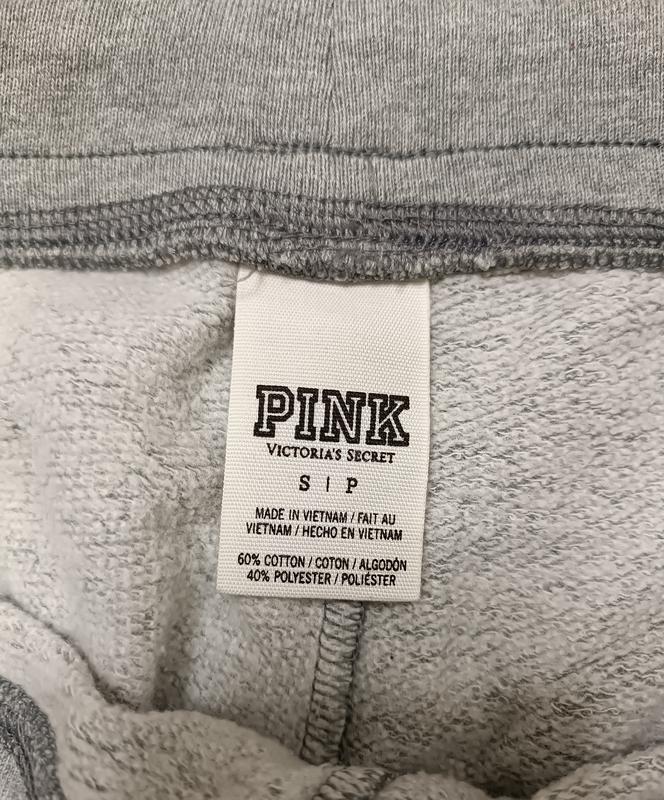 PINK
VICTORIA'S SECRET
S | P
MADE IN VIETNAM / FAIT AU
VIETNAM / HECHO EN VIETNAM
60% COTTON / COTON / ALGODÓN
40% POLYESTER / POLIÉSTER